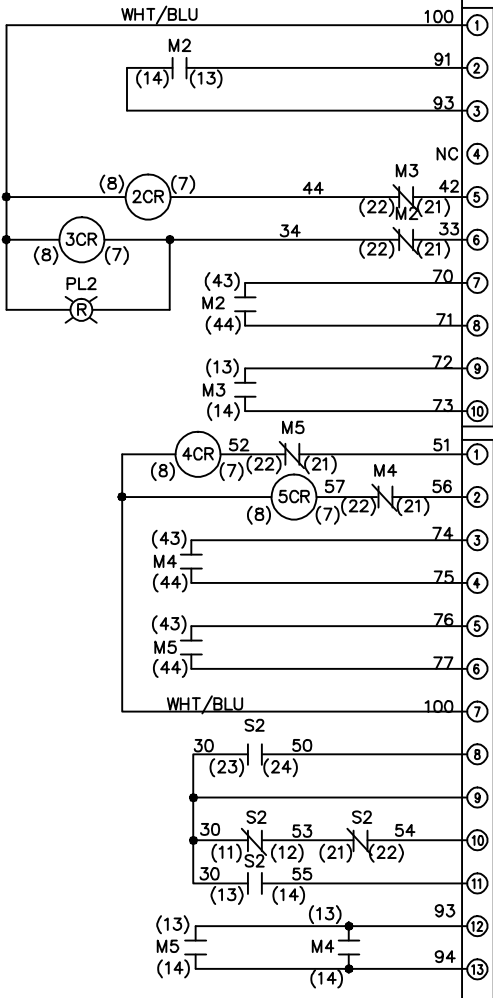 WHT/BLU 100 1
M2 91 2
(14) (13)
93 3
NC 4
M3
(8) 2CR (7) 44 42 5
(22) (21)
M2
3CR 34 33 6
(8) (7) (22) (21)
PL2
R
(43) 70 7
M2
(44) 71 8
(13) 72 9
M3
(14) 73 10
M5
4CR 52 51 1
(8) (7) (22) (21)
M4
5CR 57 56 2
(8) (7) (22) (21)
(43) 74 3
M4
(44) 75 4
(43) 76 5
M5
(44) 77 6
WHT/BLU 100 7
S2
30 50 8
(23) (24)
9
S2 S2
30 53 54 10
(11) (12) (21) (22)
S2
30 55 11
(13) (14)
(13) (13) 93 12
M5 M4
(14) (14) 94 13